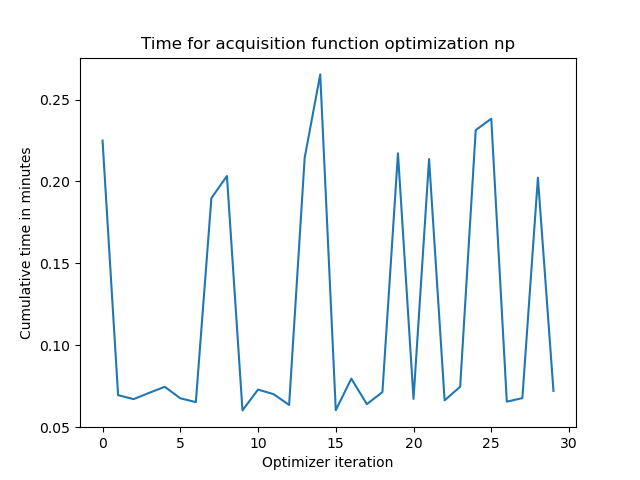 Time for acquisition function optimization np
Cumulative time in minutes
0.25
0.20
0.15
0.10
0.05
0 5 10 15 20 25 30
Optimizer iteration